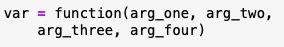 var = function(arg_one, arg_two,
    arg_three, arg_four)